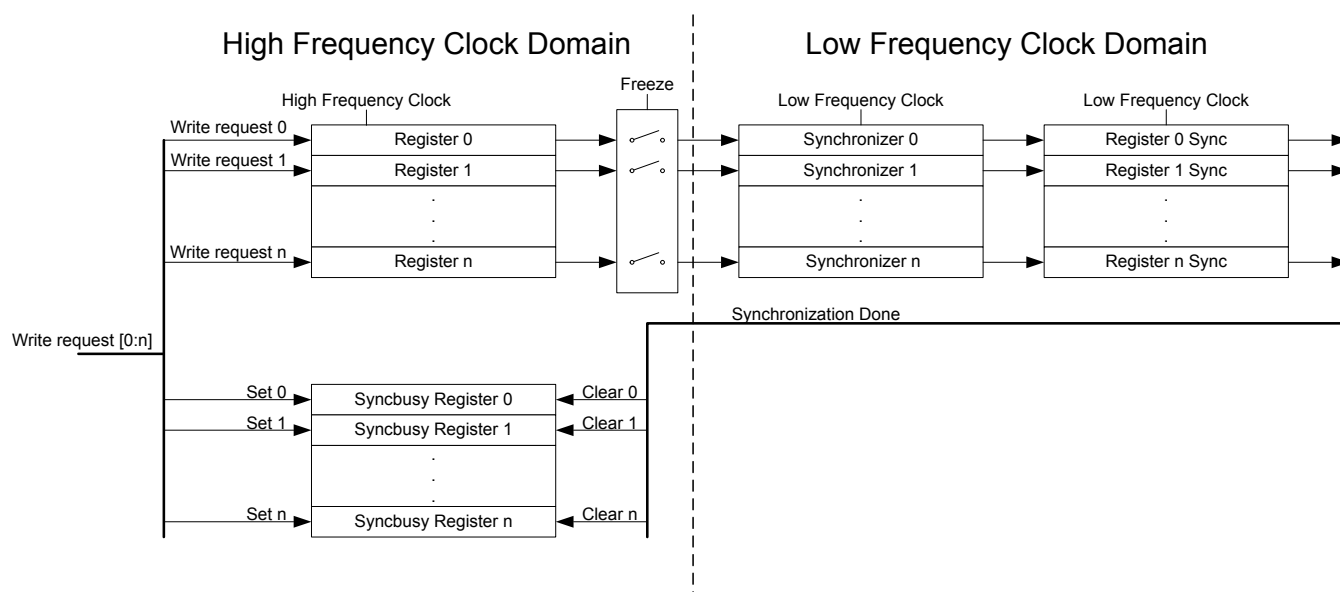 High Frequency Clock Domain
Low Frequency Clock Domain
Freeze
High Frequency Clock
Low Frequency Clock
Low Frequency Clock
Write request 0
Register 0
Synchronizer 0
Register 0 Sync
Write request 1
Register 1
Synchronizer 1
Register 1 Sync
.
.
.
.
.
.
.
.
.
Write request n
Register n
Synchronizer n
Register n Sync
Synchronization Done
Write request [0:n]
Set 0
Syncbusy Register 0
Clear 0
Set 1
Syncbusy Register 1
Clear 1
.
.
.
Set n
Syncbusy Register n
Clear n